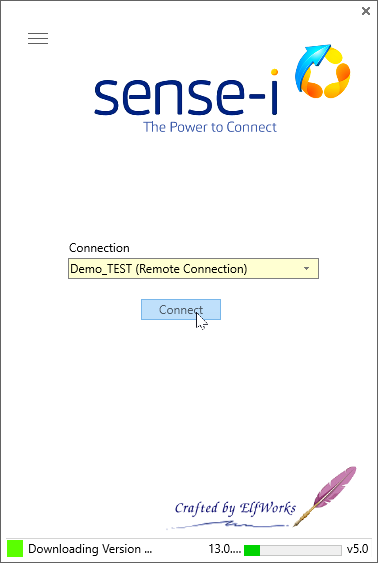 sense-i
The Power to Connect
Connection
Demo_TEST (Remote Connection)
Connect
Crafted by ElfWorks
Downloading Version ... 13.0.... v5.0